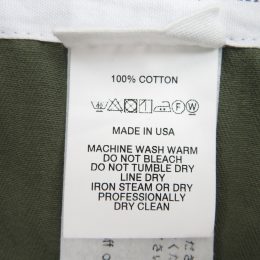 100% COTTON
MADE IN USA
MACHINE WASH WARM
DO NOT BLEACH
DO NOT TUMBLE DRY
LINE DRY
IRON STEAM OR DRY
PROFESSIONALLY
DRY CLEAN